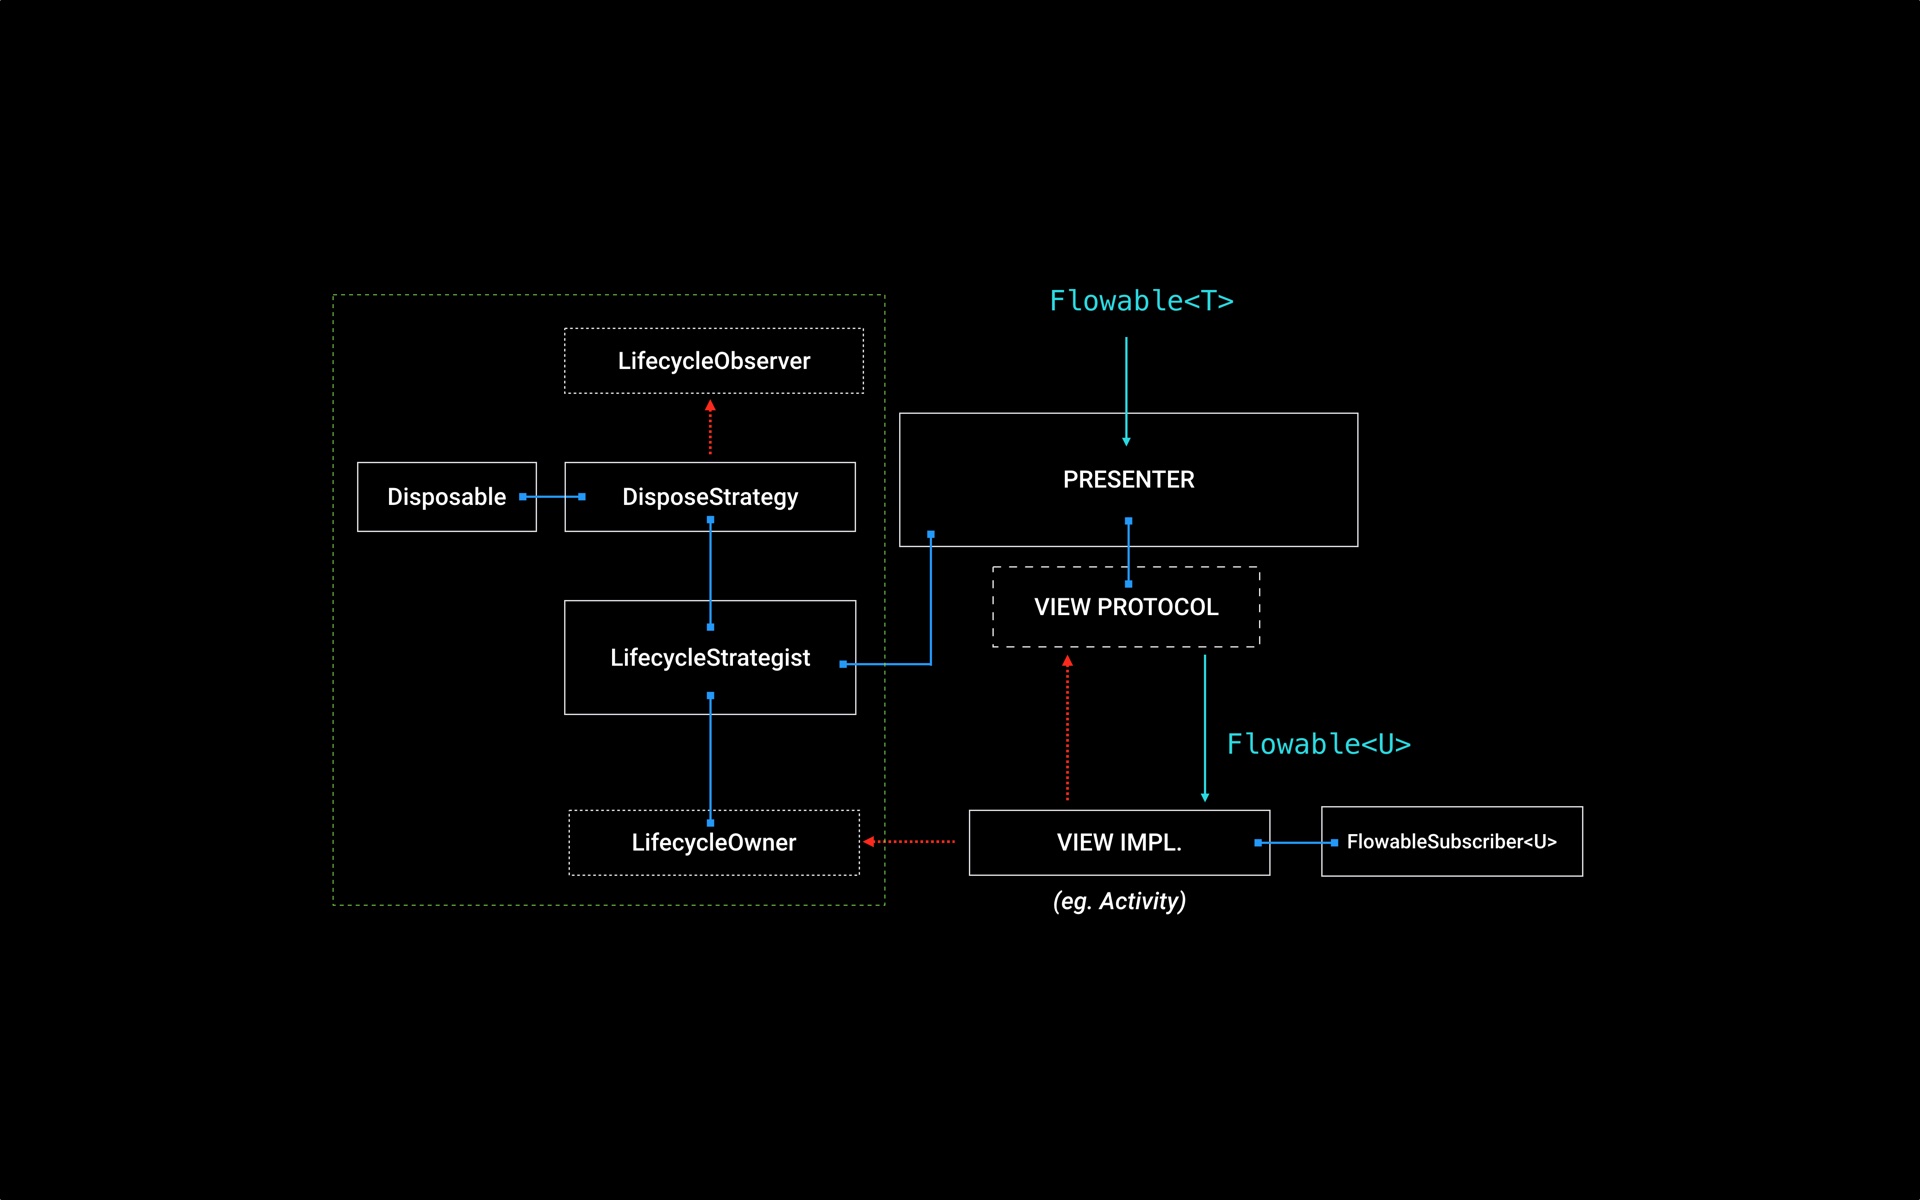 Flowable<T>
LifecycleObserver
PRESENTER
Disposable
DisposeStrategy
VIEW PROTOCOL
LifecycleStrategist
Flowable<U>
LifecycleOwner
VIEW IMPL.
FlowableSubscriber<U>
(eg. Activity)